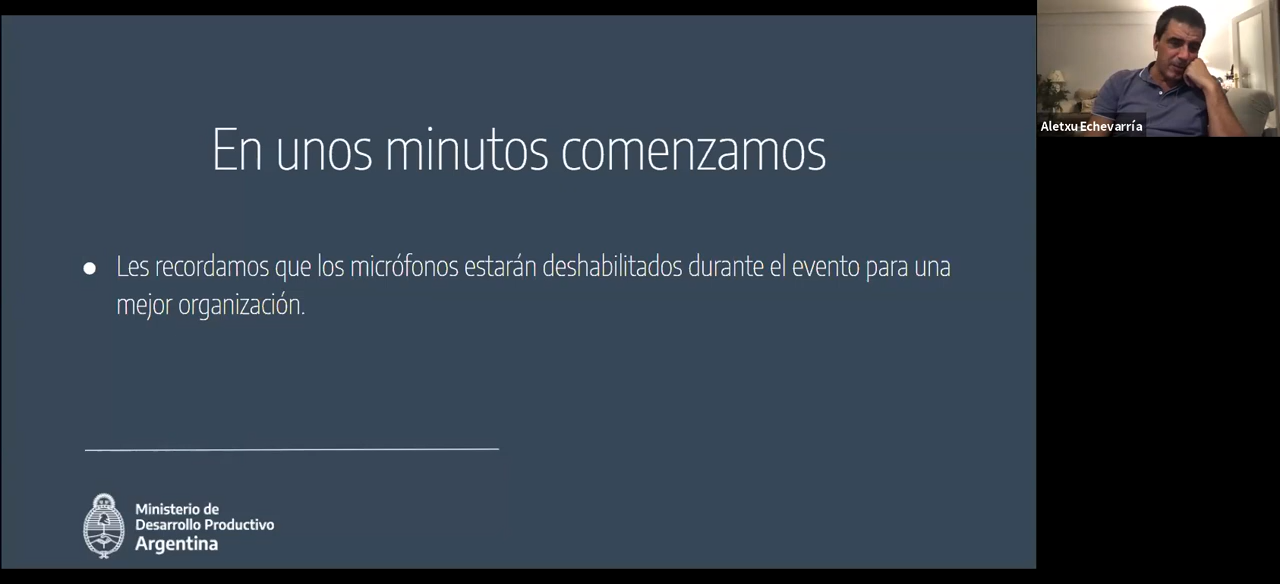 En unos minutos comenzamos
● Les recordamos que los micrófonos estarán deshabilitados durante el evento para una
mejor organización.
Ministerio de
Desarrollo Productivo
Argentina
Aletxu Echevarría